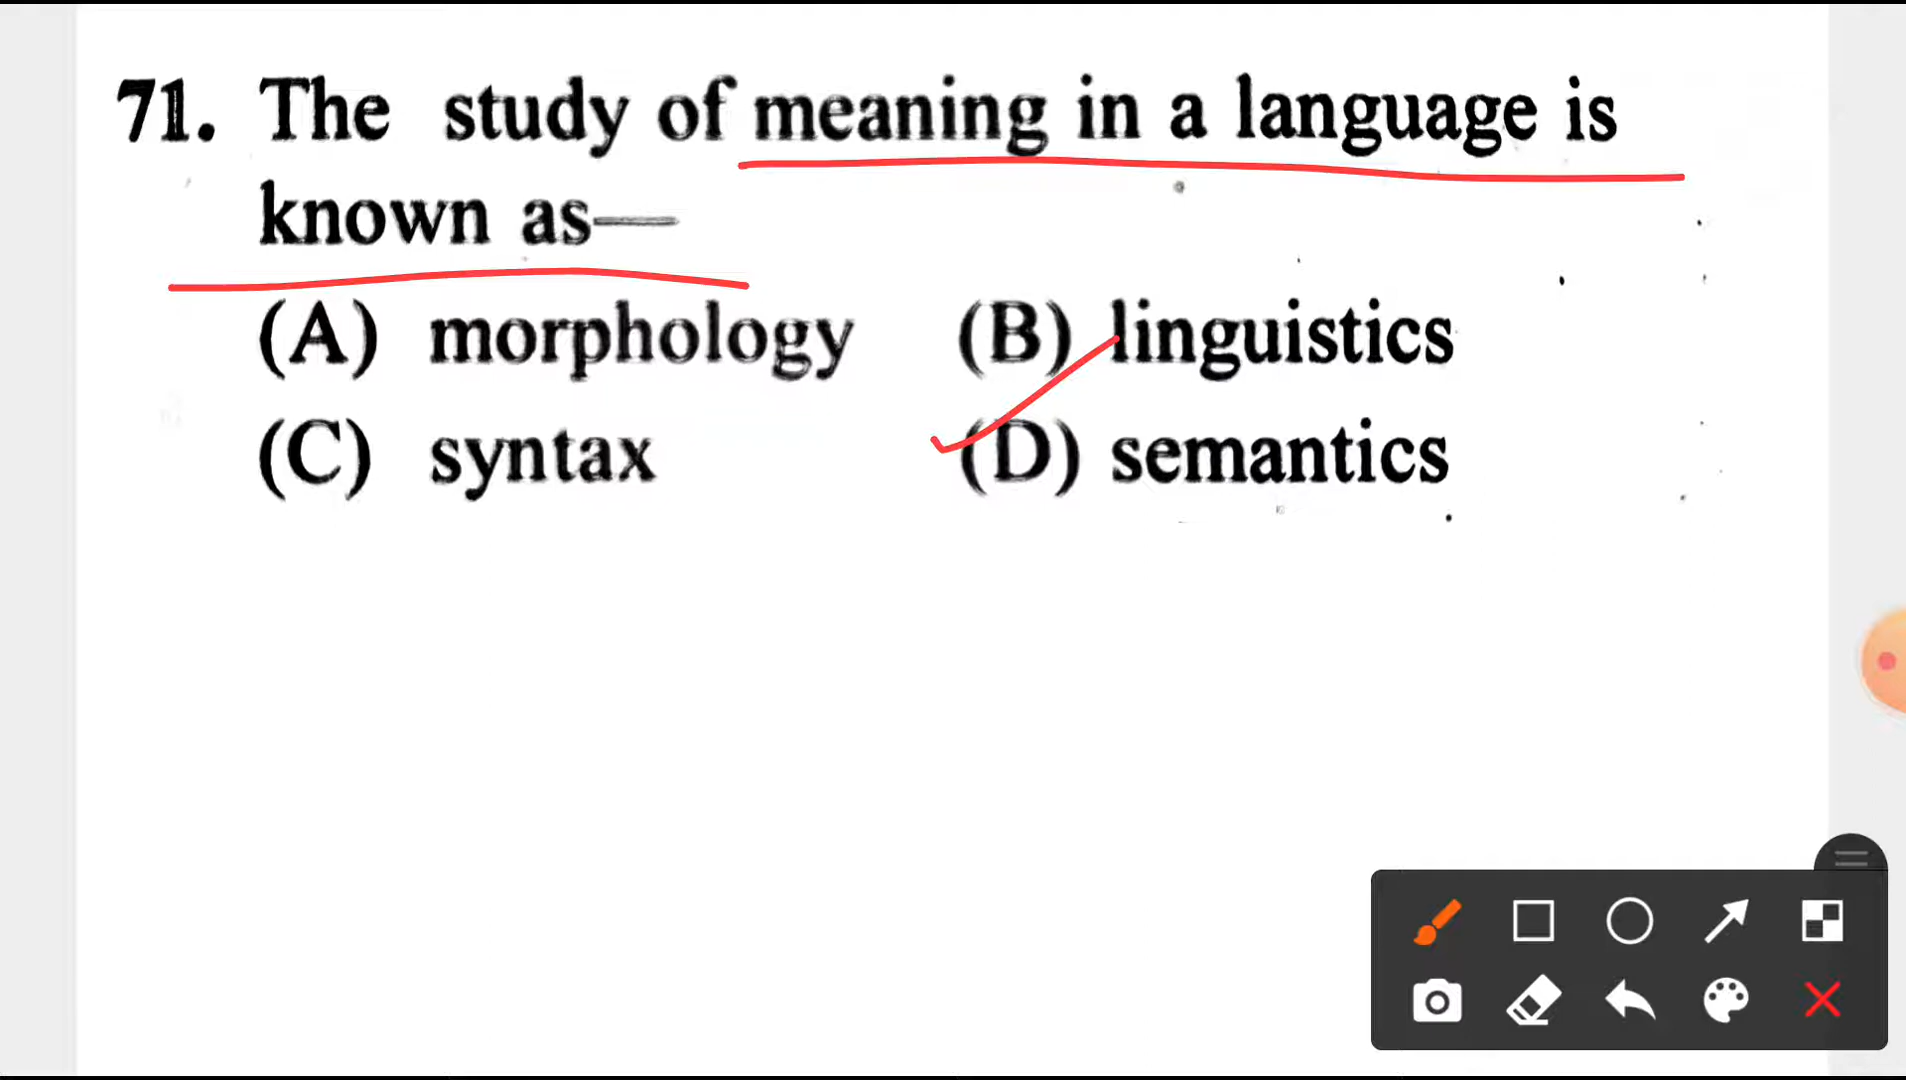 71. The study of meaning in a language is
known as—
(A) morphology (B) linguistics
(C) syntax (D) semantics